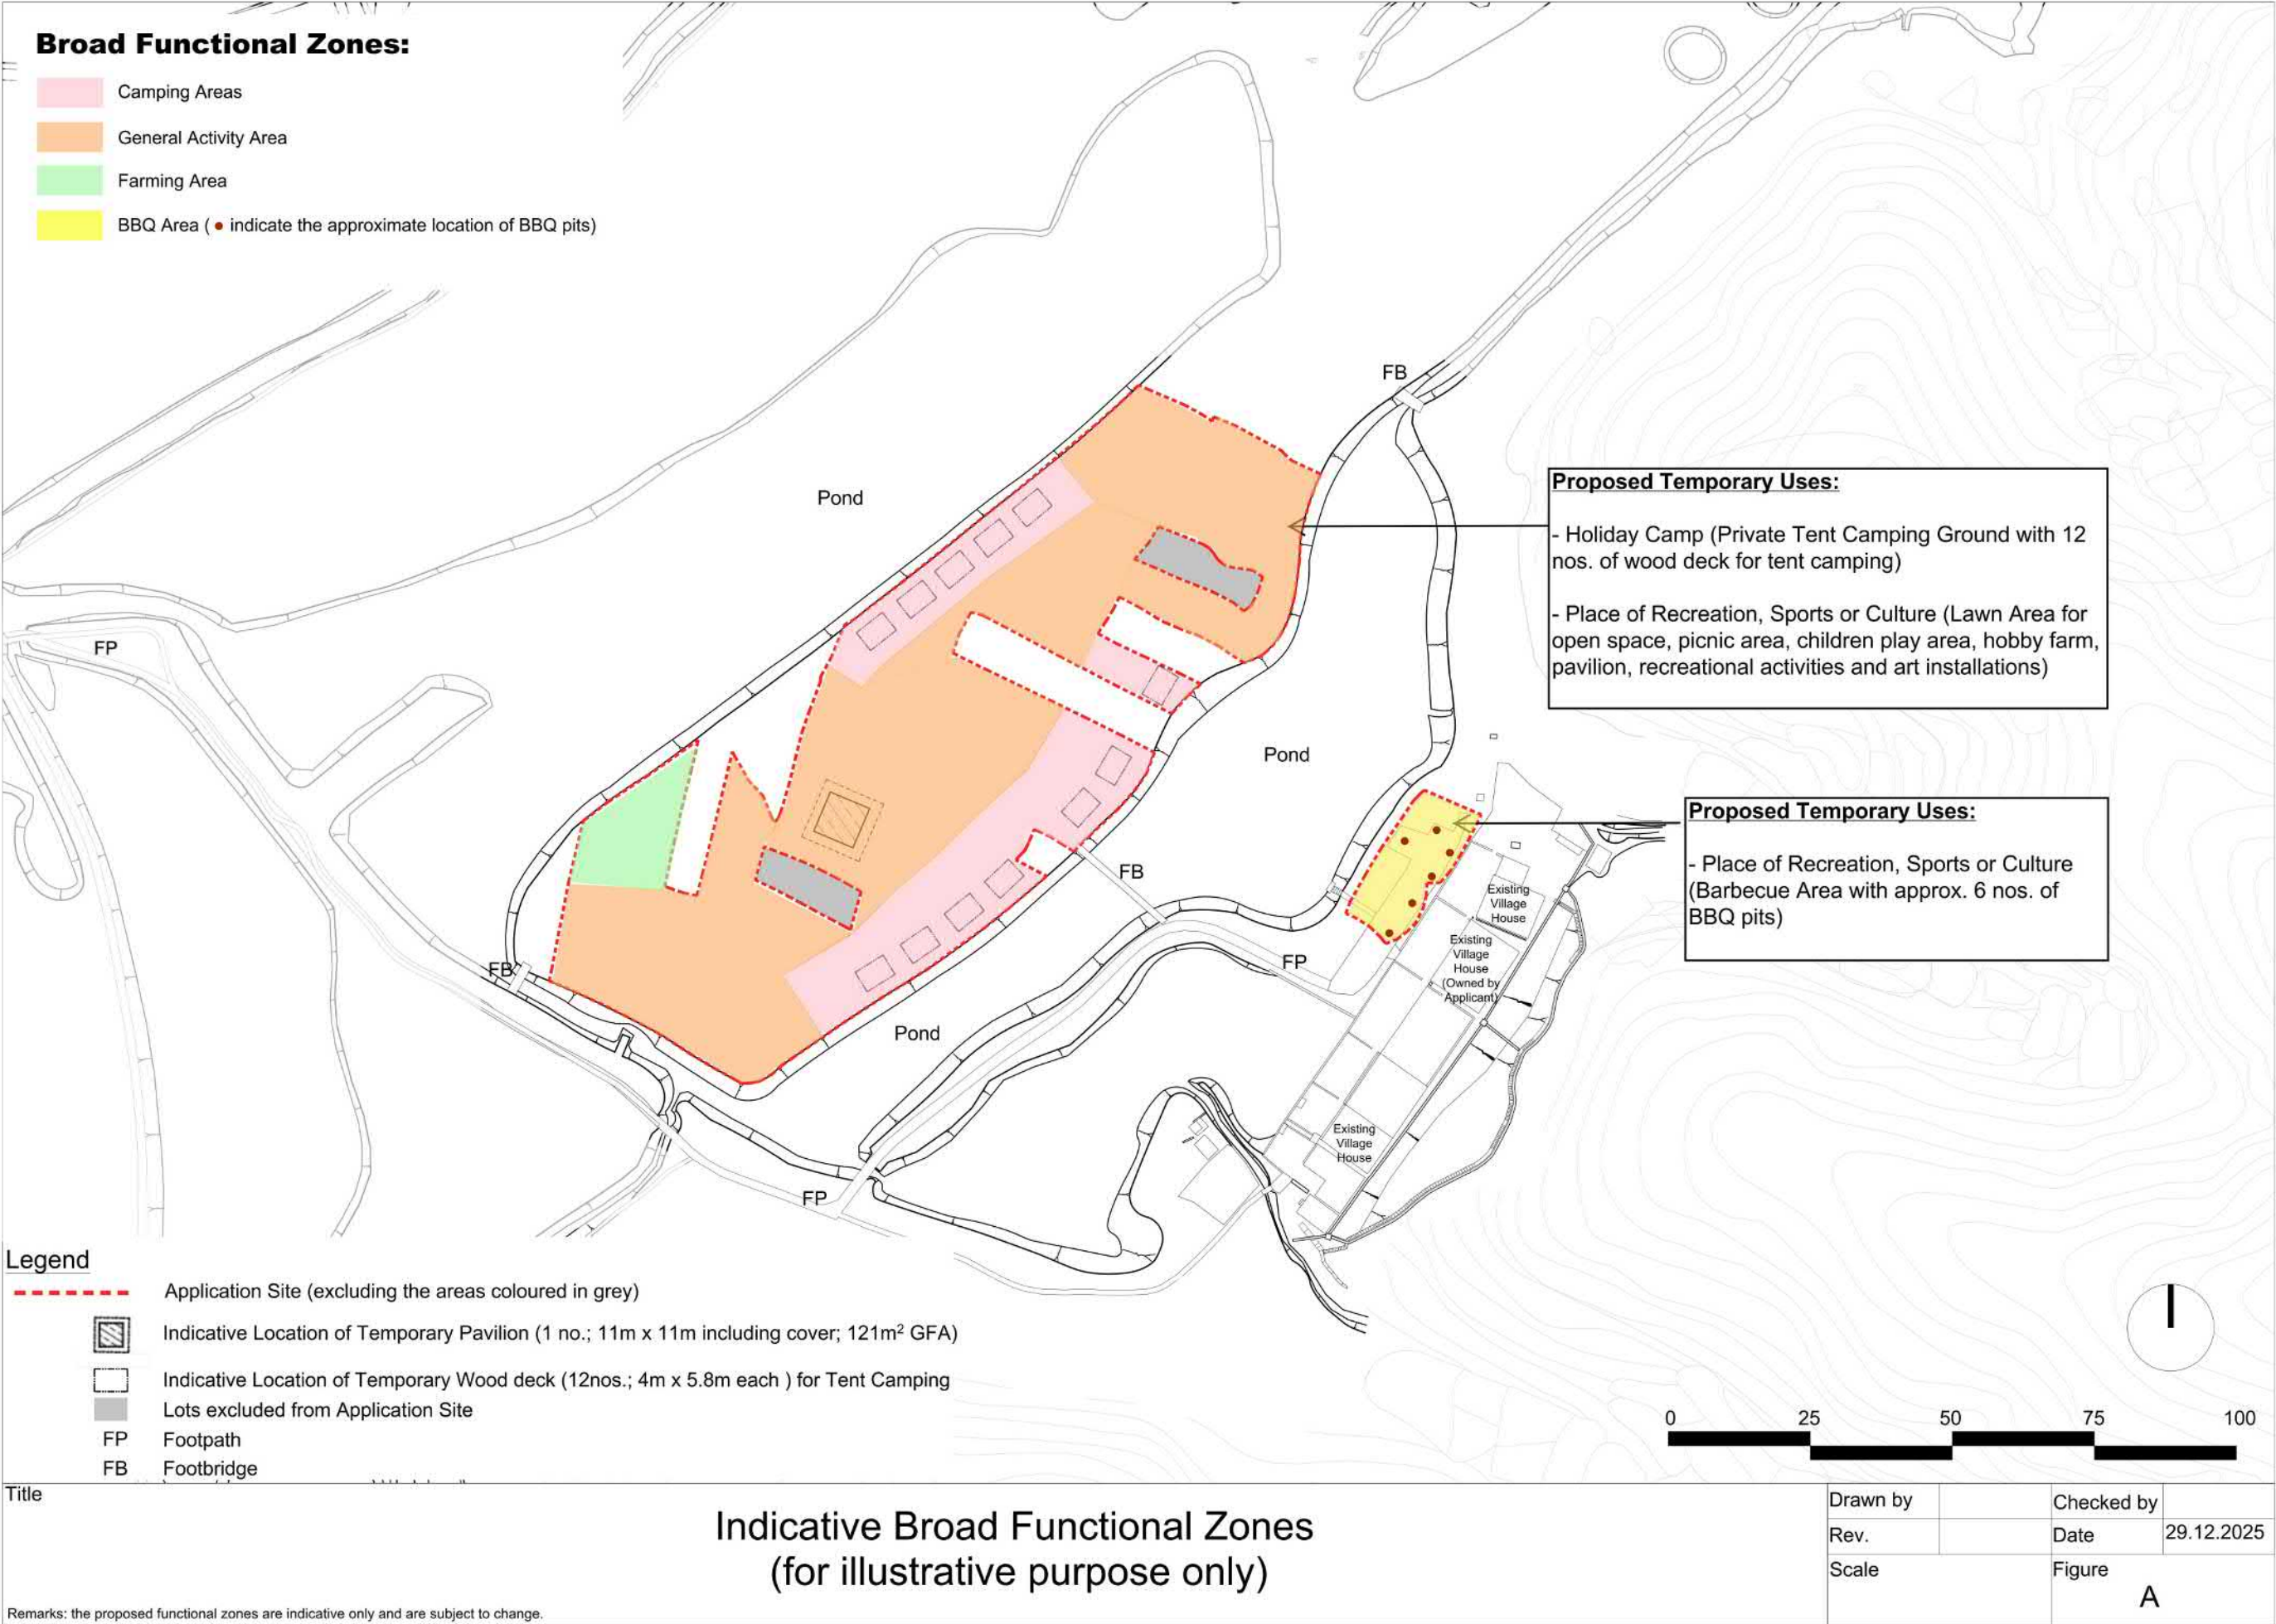 Broad Functional Zones:
Camping Areas
General Activity Area
Farming Area
BBQ Area ( • indicate the approximate location of BBQ pits)
FB
Pond
Proposed Temporary Uses:
- Holiday Camp (Private Tent Camping Ground with 12
nos. of wood deck for tent camping)
- Place of Recreation, Sports or Culture (Lawn Area for
open space, picnic area, children play area, hobby farm,
pavilion, recreational activities and art installations)
FP
Pond
Proposed Temporary Uses:
- Place of Recreation, Sports or Culture
(Barbecue Area with approx. 6 nos. of
BBQ pits)
FB
Existing
Village
House
Existing
Village
House
(Owned by
Applicant)
FP
FB
Pond
Existing
Village
House
FP
Legend
Application Site (excluding the areas coloured in grey)
Indicative Location of Temporary Pavilion (1 no.; 11m x 11m including cover; 121m² GFA)
Indicative Location of Temporary Wood deck (12nos.; 4m x 5.8m each ) for Tent Camping
Lots excluded from Application Site
FP Footpath
FB Footbridge
0 25 50 75 100
Title
Indicative Broad Functional Zones
(for illustrative purpose only)
Remarks: the proposed functional zones are indicative only and are subject to change.
Drawn by
Checked by
Rev.
Date 29.12.2025
Scale
Figure
A